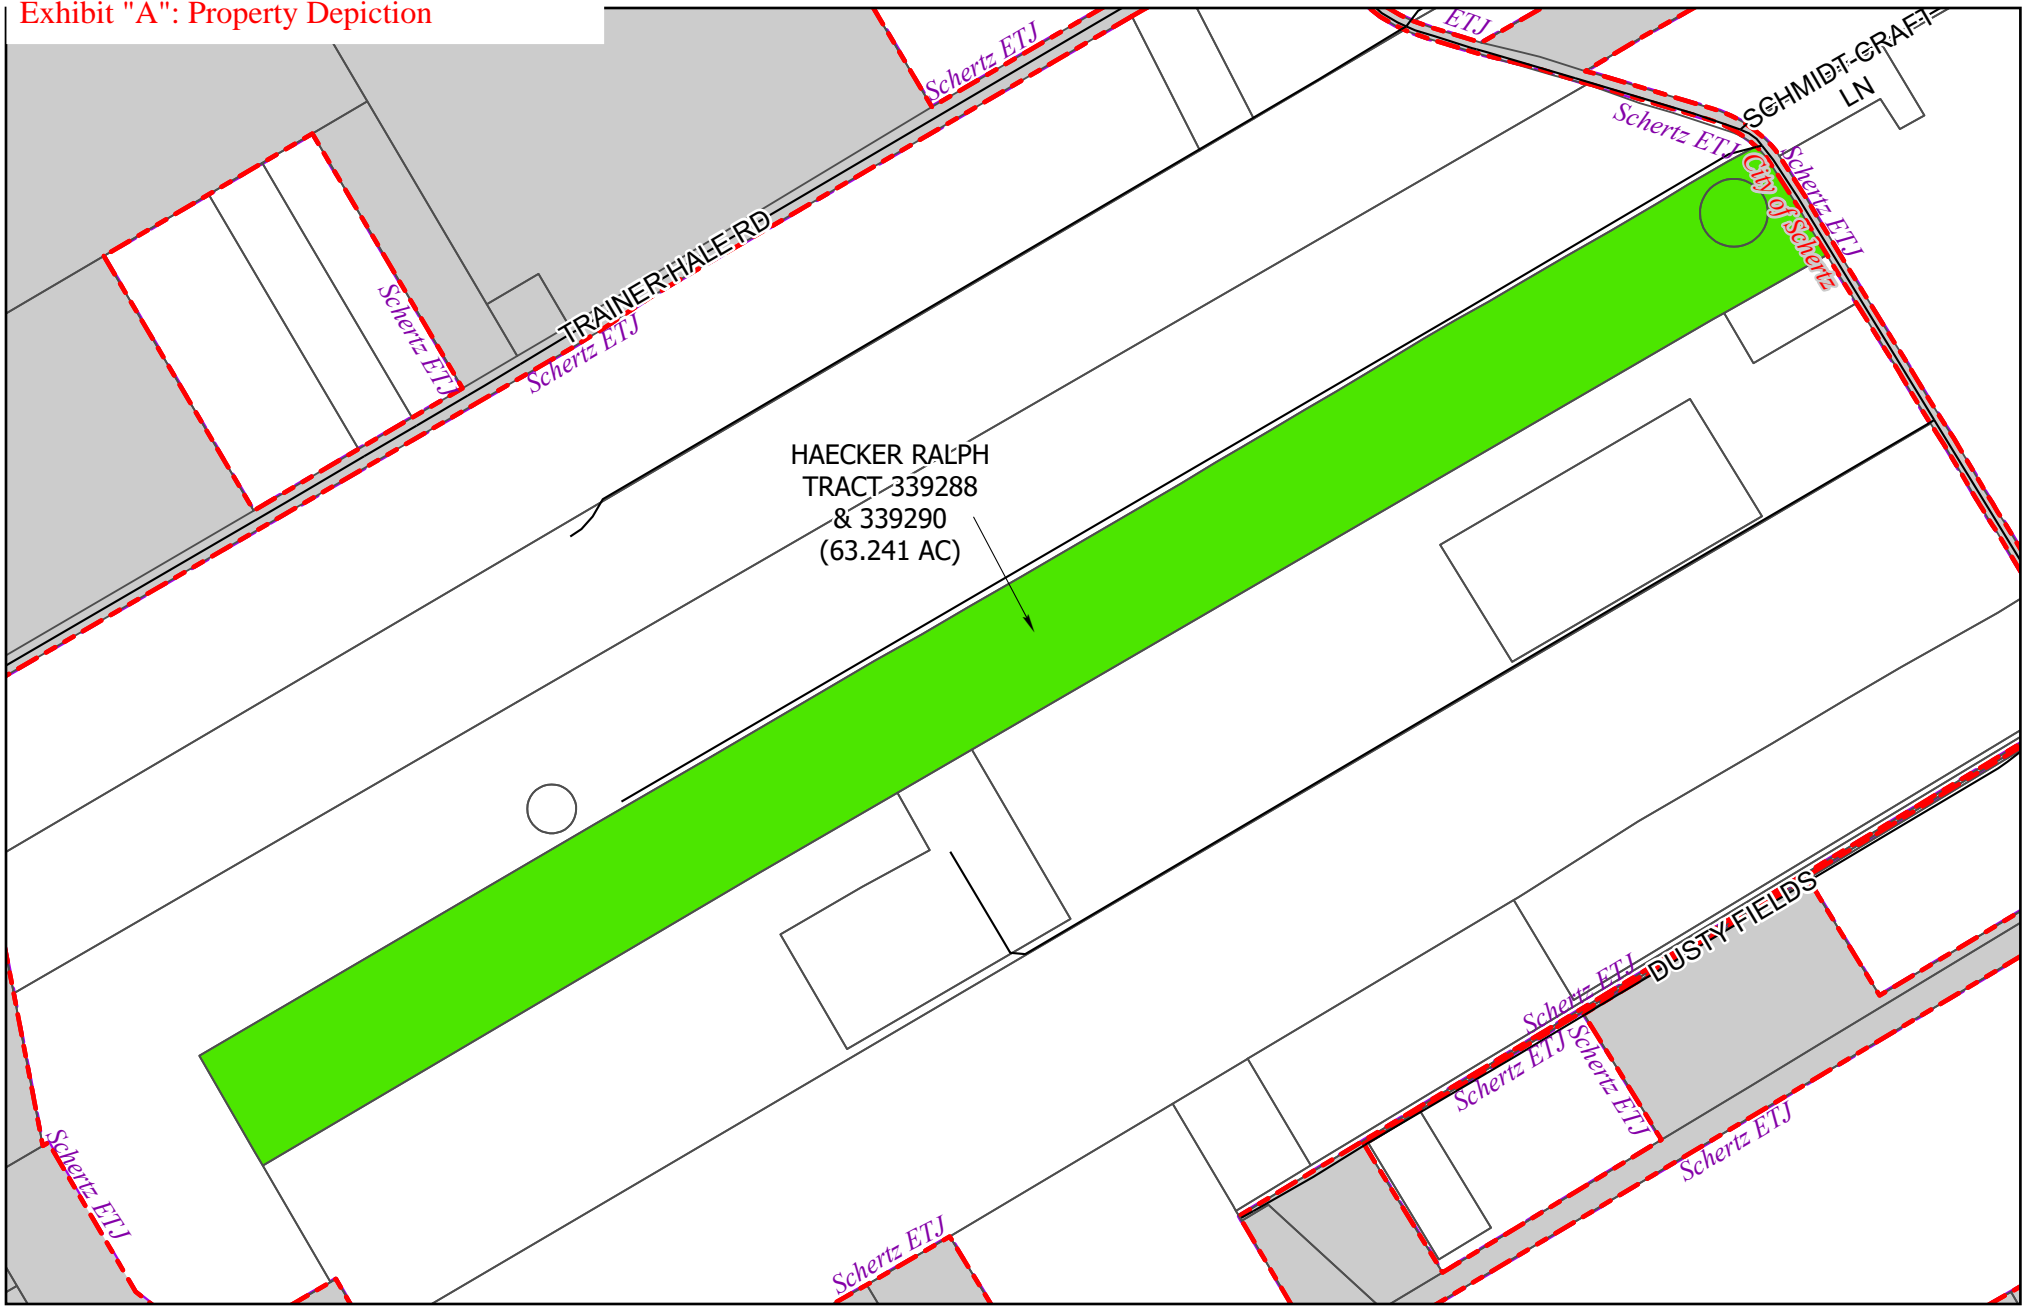 Exhibit "A": Property Depiction
ETJ
SCHMIDT-CRAFT
LN
Schertz ETJ
Schertz ETJ
Schertz ETJ
City of Schertz
TRAINER HALE RD
Schertz ETJ
Schertz ETJ
HAECKER RALPH
TRACT 339288
& 339290
(63.241 AC)
DUSTY FIELDS
Schertz ETJ
Schertz ETJ
Schertz ETJ
Schertz ETJ
Schertz ETJ
Schertz ETJ